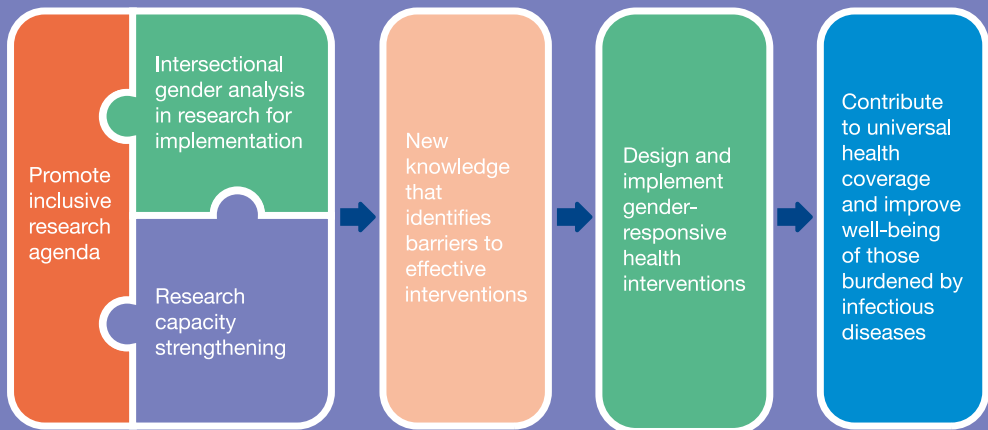 Promote
inclusive
research
agenda
Intersectional
gender analysis
in research for
implementation
Research
capacity
strengthening
New
knowledge
that
identifies
barriers to
effective
interventions
Design and
implement
gender-
responsive
health
interventions
Contribute
to universal
health
coverage
and improve
well-being
of those
burdened by
infectious
diseases